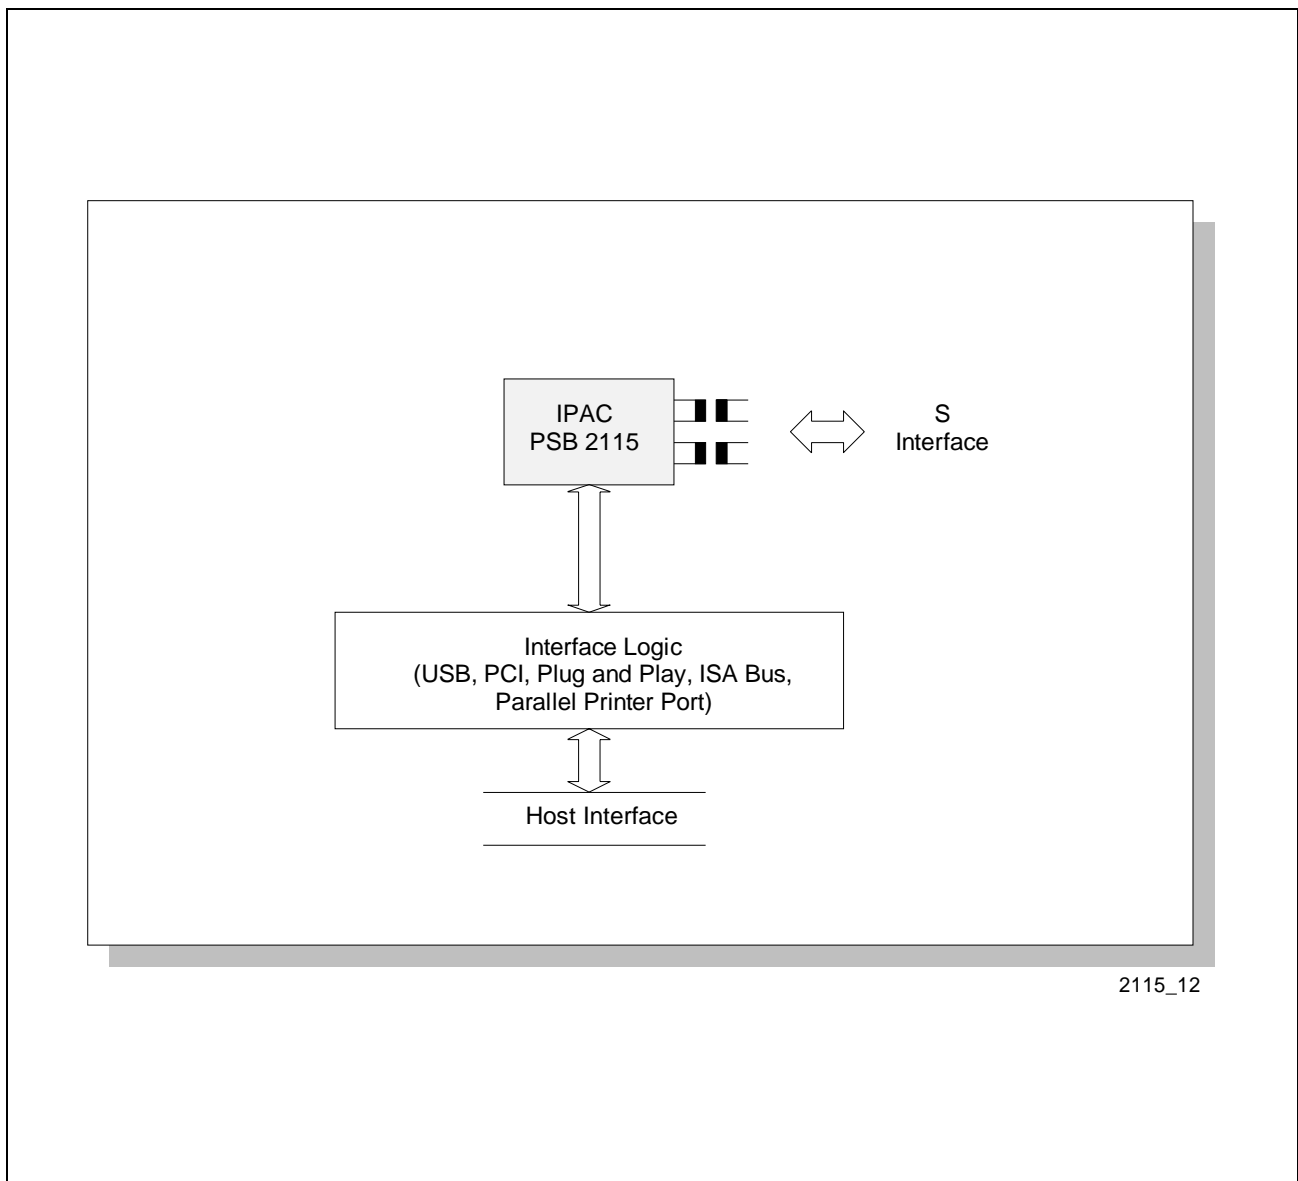 IPAC
PSB 2115
S
Interface
Interface Logic
(USB, PCI, Plug and Play, ISA Bus,
Parallel Printer Port)
Host Interface
2115_12